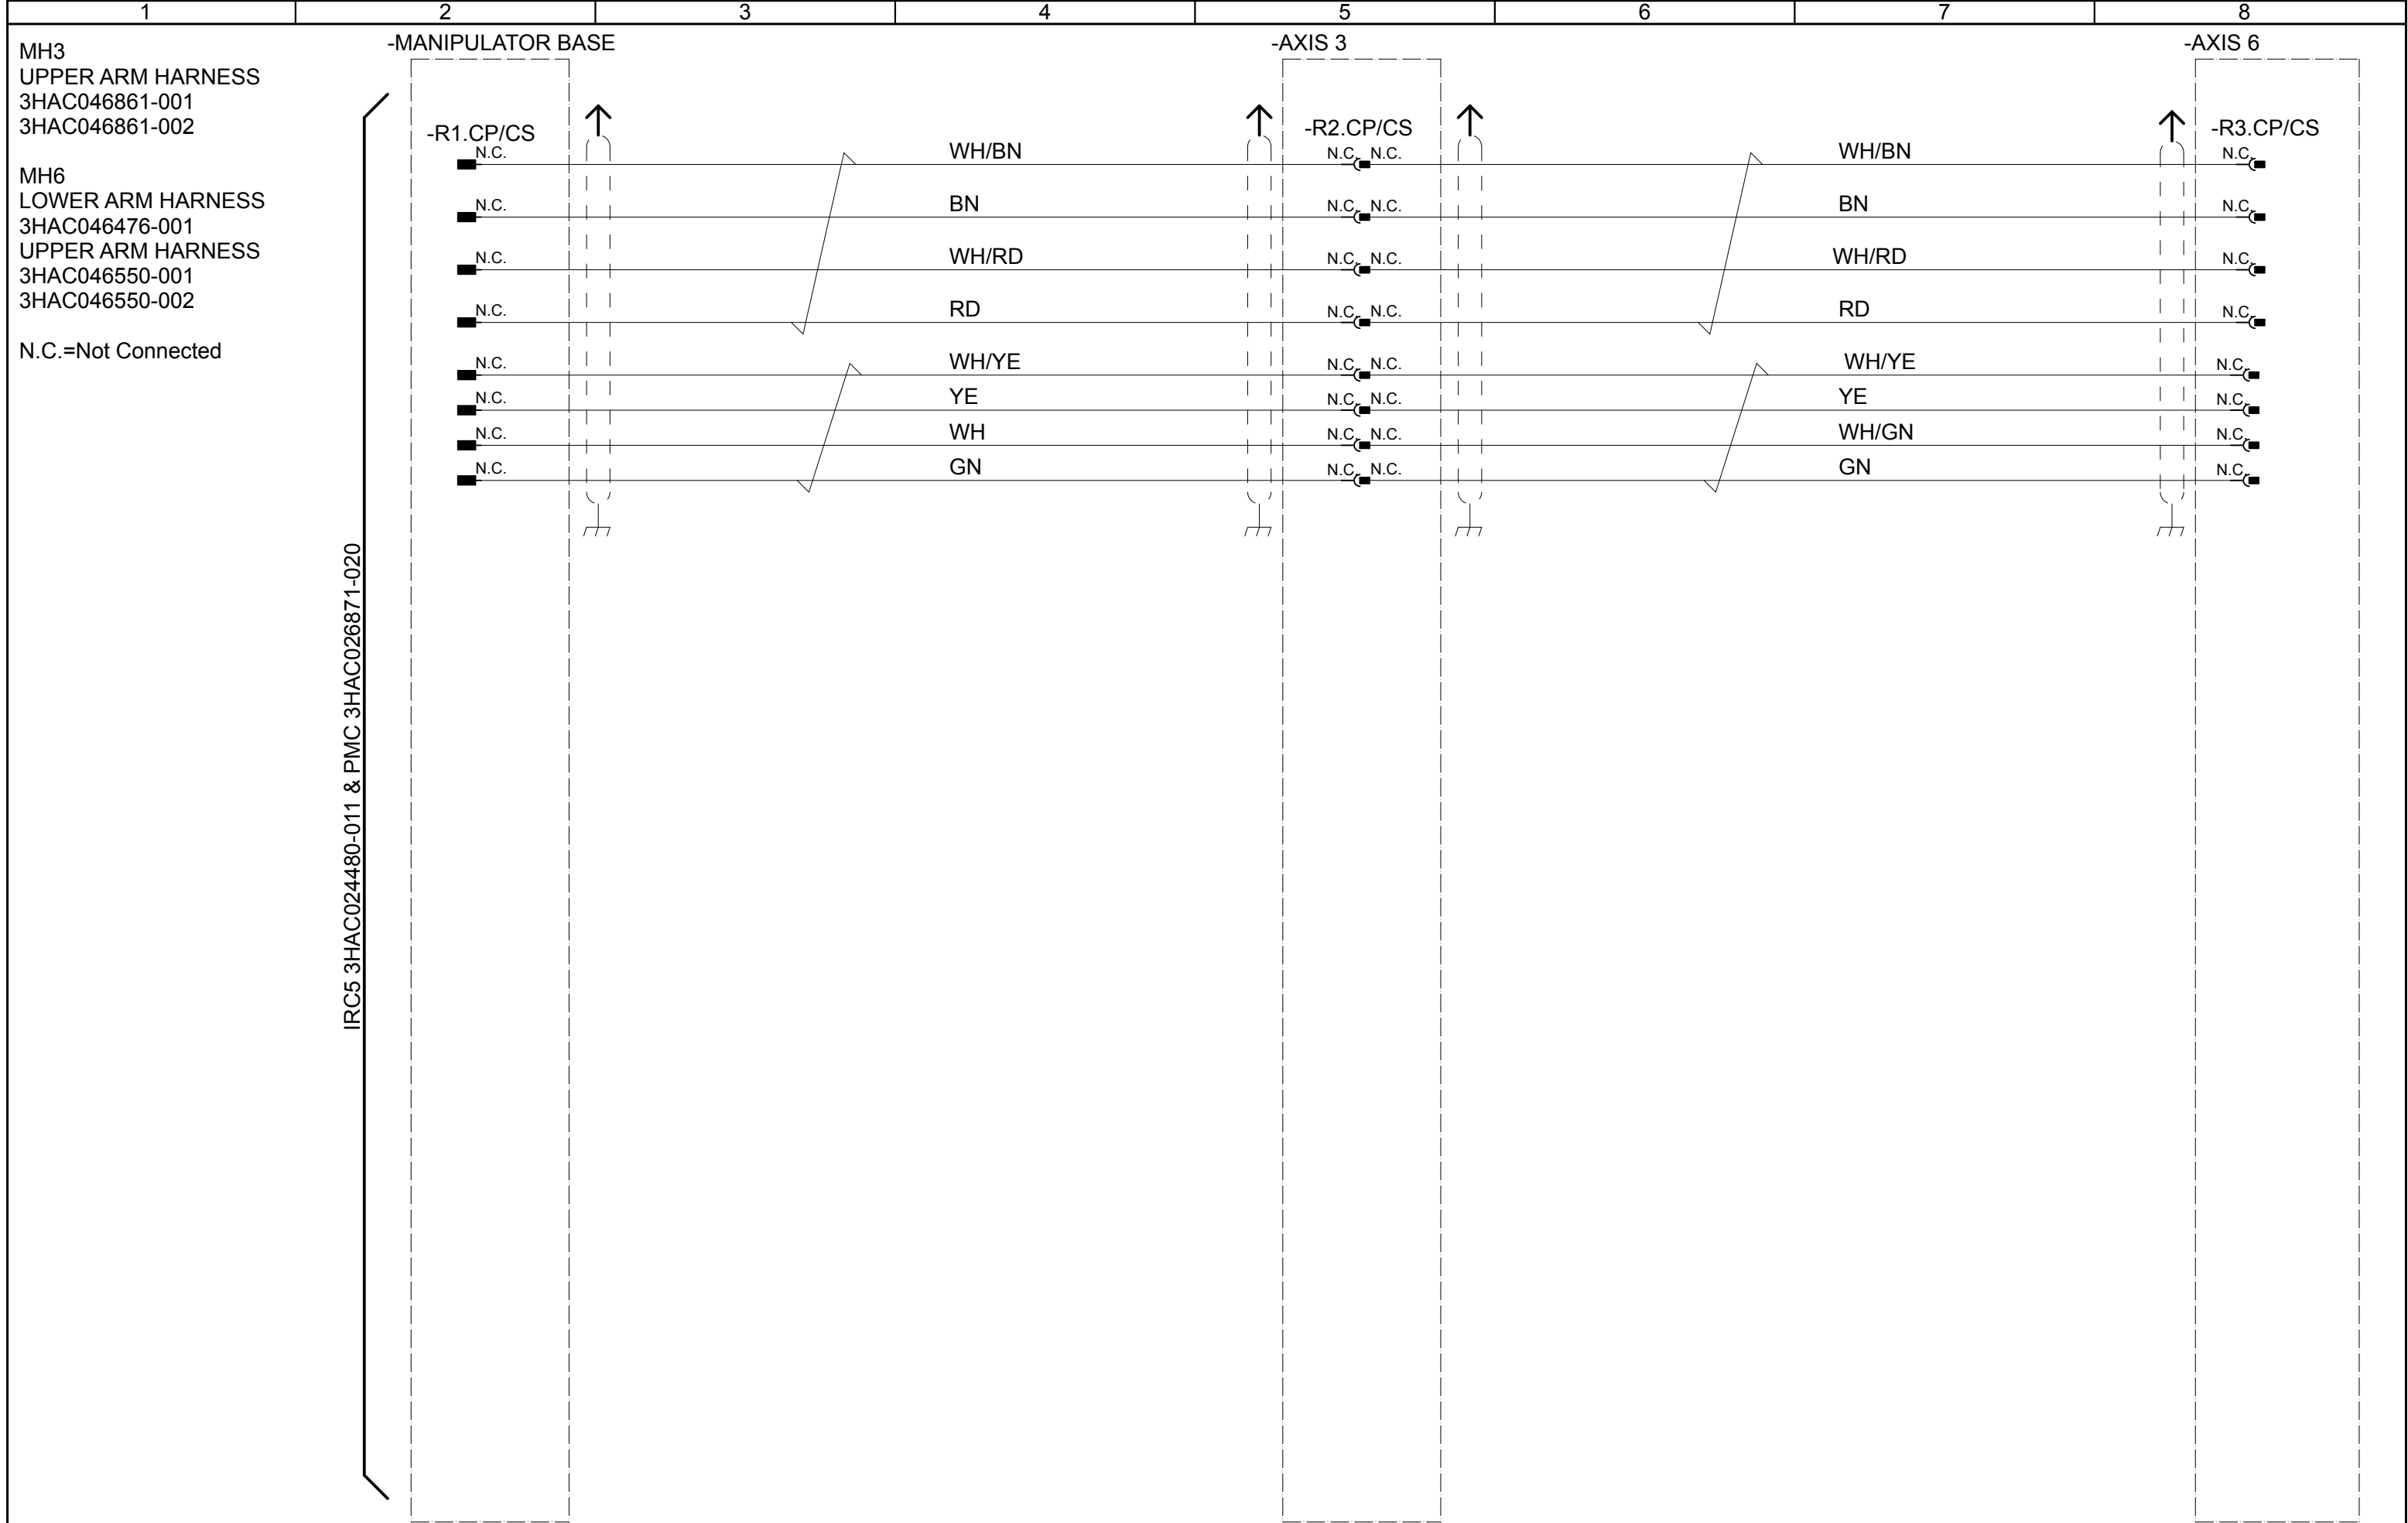 1 2 3 4 5 6 7 8
MH3
UPPER ARM HARNESS
3HAC046861-001
3HAC046861-002
MH6
LOWER ARM HARNESS
3HAC046476-001
UPPER ARM HARNESS
3HAC046550-001
3HAC046550-002
N.C.=Not Connected
IRC5 3HAC024480-011 & PMC 3HAC026871-020
-MANIPULATOR BASE -AXIS 3 -AXIS 6
-R1.CP/CS -R2.CP/CS -R3.CP/CS
N.C. WH/BN N.C. N.C. WH/BN N.C.
N.C. BN N.C. N.C. BN N.C.
N.C. WH/RD N.C. N.C. WH/RD N.C.
N.C. RD N.C. N.C. RD N.C.
N.C. WH/YE N.C. N.C. WH/YE N.C.
N.C. YE N.C. N.C. YE N.C.
N.C. WH N.C. N.C. WH/GN N.C.
N.C. GN N.C. N.C. GN N.C.